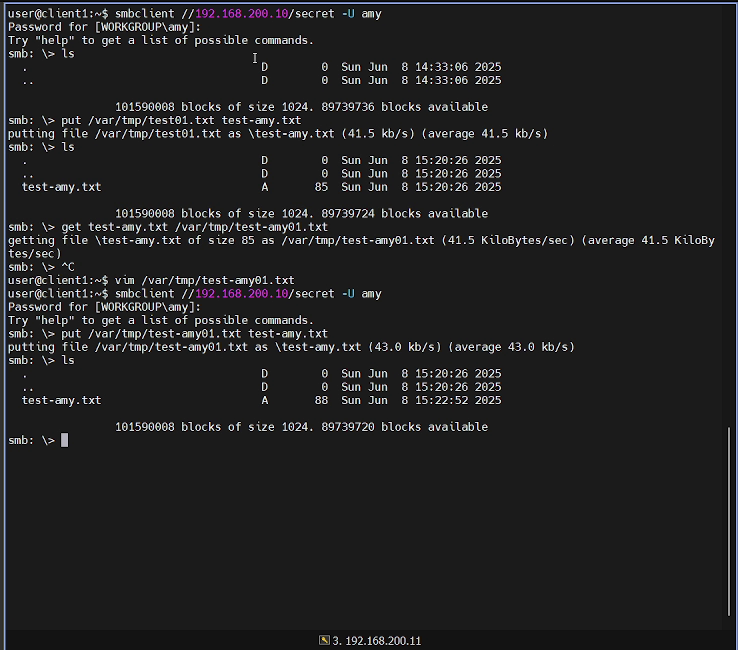 user@client1:~$ smbclient //192.168.200.10/secret -U amy
Password for [WORKGROUP\amy]:
Try "help" to get a list of possible commands.
smb: \> ls
  .                                   D        0  Sun Jun  8 14:33:06 2025
  ..                                  D        0  Sun Jun  8 14:33:06 2025

                101590008 blocks of size 1024. 89739736 blocks available
smb: \> put /var/tmp/test01.txt test-amy.txt
putting file /var/tmp/test01.txt as \test-amy.txt (41.5 kb/s) (average 41.5 kb/s)
smb: \> ls
  .                                   D        0  Sun Jun  8 15:20:26 2025
  ..                                  D        0  Sun Jun  8 15:20:26 2025
  test-amy.txt                        A       85  Sun Jun  8 15:20:26 2025

                101590008 blocks of size 1024. 89739724 blocks available
smb: \> get test-amy.txt /var/tmp/test-amy01.txt
getting file \test-amy.txt of size 85 as /var/tmp/test-amy01.txt (41.5 KiloBytes/sec) (average 41.5 KiloBy
tes/sec)
smb: \> ^C
user@client1:~$ vim /var/tmp/test-amy01.txt
user@client1:~$ smbclient //192.168.200.10/secret -U amy
Password for [WORKGROUP\amy]:
Try "help" to get a list of possible commands.
smb: \> put /var/tmp/test-amy01.txt test-amy.txt
putting file /var/tmp/test-amy01.txt as \test-amy.txt (43.0 kb/s) (average 43.0 kb/s)
smb: \> ls
  .                                   D        0  Sun Jun  8 15:20:26 2025
  ..                                  D        0  Sun Jun  8 15:20:26 2025
  test-amy.txt                        A       88  Sun Jun  8 15:22:52 2025

                101590008 blocks of size 1024. 89739720 blocks available
smb: \>
3. 192.168.200.11